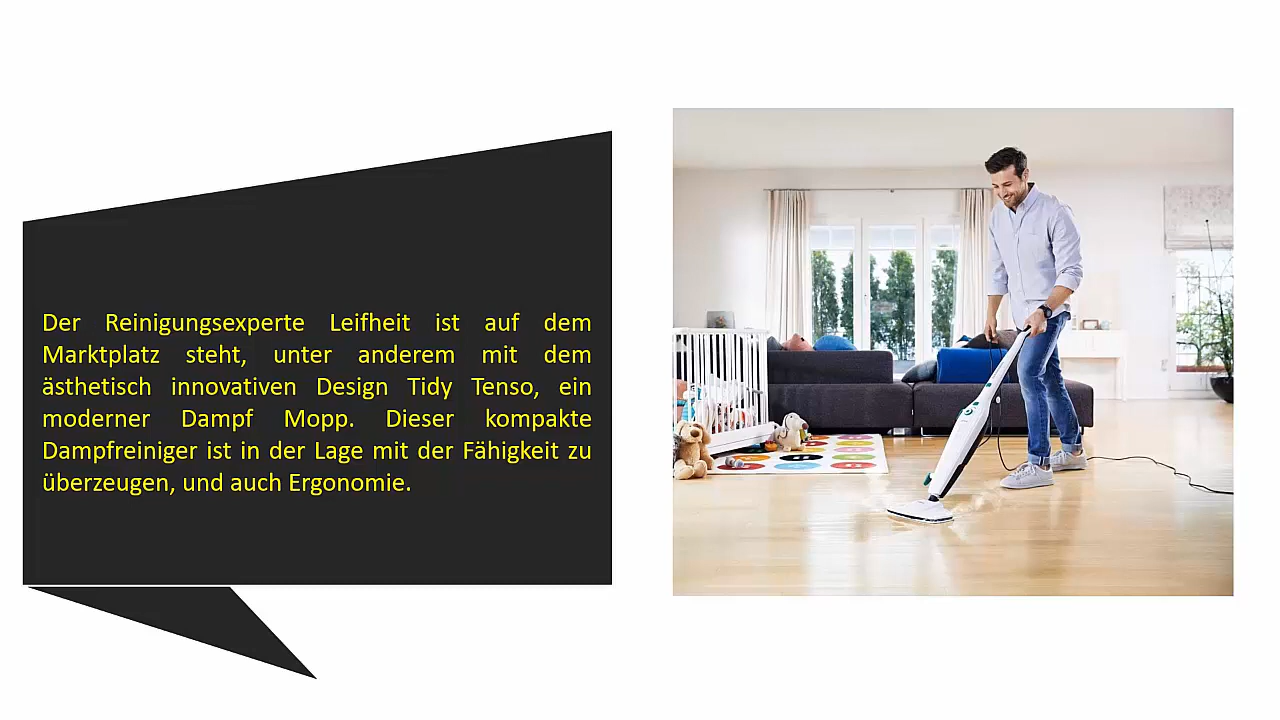 Der Reinigungsexperte Leifheit ist auf dem
Marktplatz steht, unter anderem mit dem
ästhetisch innovativen Design Tidy Tenso, ein
moderner Dampf Mopp. Dieser kompakte
Dampfreiniger ist in der Lage mit der Fähigkeit zu
überzeugen, und auch Ergonomie.